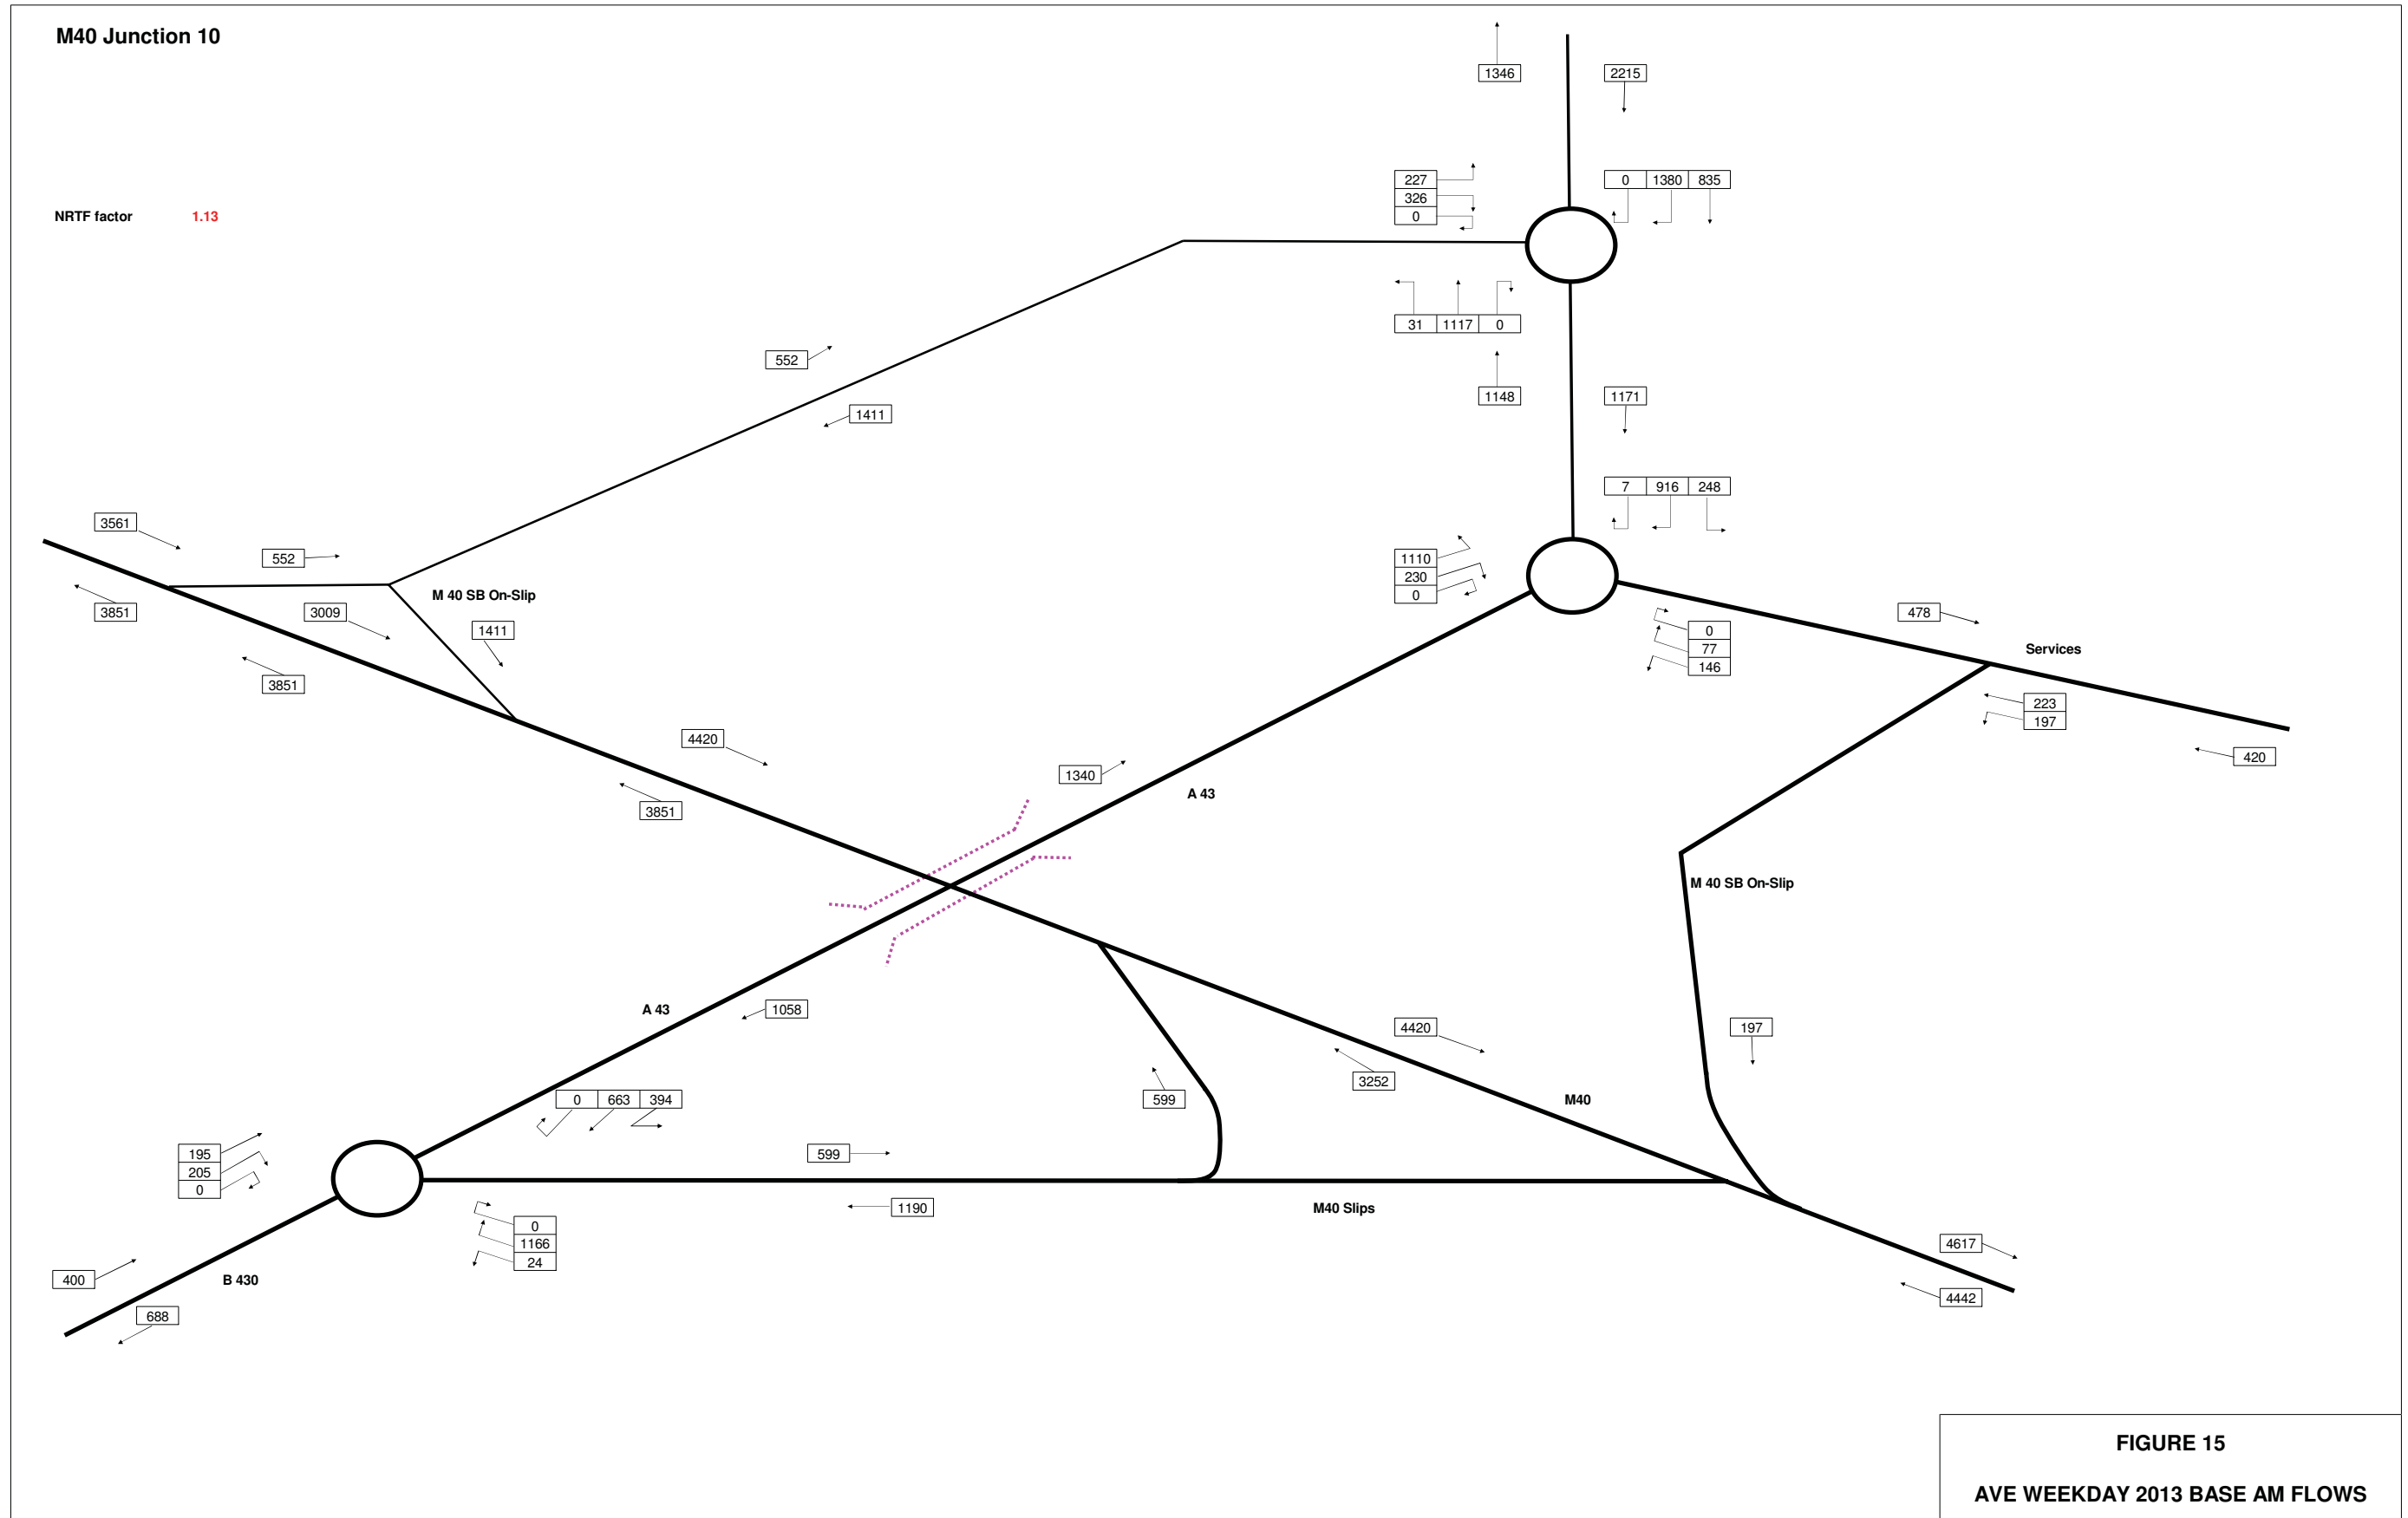 M40 Junction 10
1346 2215
227 0 1380 835
326
0
NRTF factor 1.13
31 1117 0
552
1148 1171
1411
7 916 248
3561
552
1110
230
0
M 40 SB On-Slip
3851 3009 478
1411
0
77
146
Services
3851
223
197
4420
420
1340
A 43
3851
M 40 SB On-Slip
A 43 1058
4420 197
3252
0 663 394 599 M40
195
205
0
599
1190 M40 Slips
0
1166
24
4617
400 B 430
4442
688
FIGURE 15
AVE WEEKDAY 2013 BASE AM FLOWS